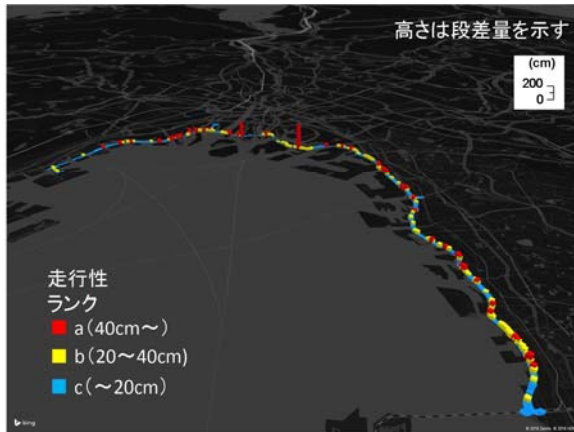 高さは段差量を示す
(cm)
200
0
走行性
ランク
a(40cm～)
b(20～40cm)
c(～20cm)
bing